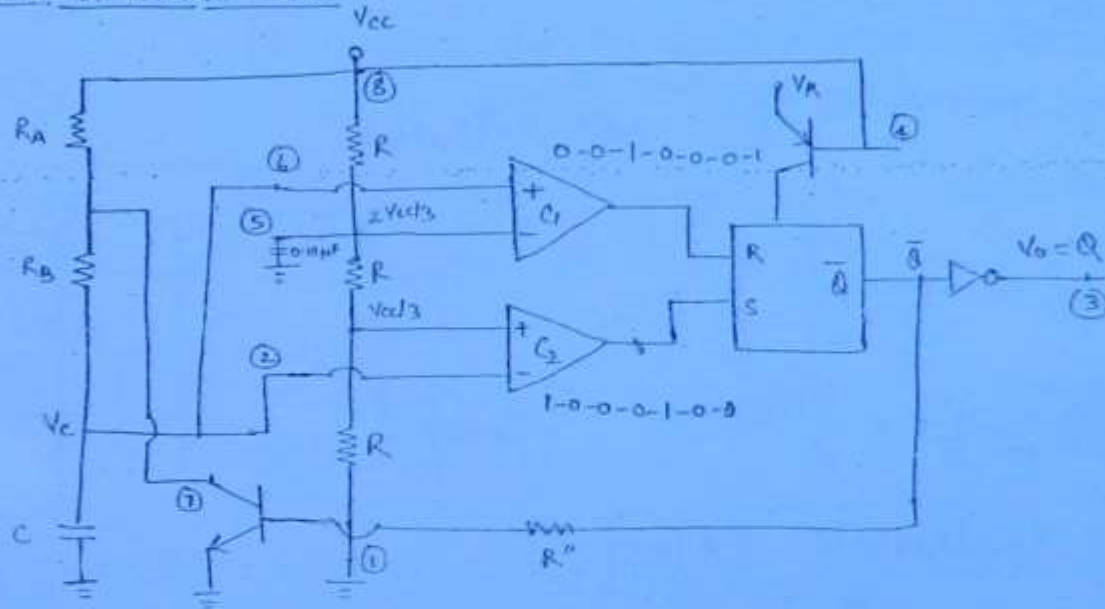 Vcc
⑧
RA
R
VR
④
⑥
0-0-1-0-0-0-1
+
C1
-
2Vcc/3
⑤
0.01μF
RB
R
R
Q̄
Q̄
Vo = Q
③
S
Vcc/3
+
C2
-
②
1-0-0-0-1-0-0
Vc
R
⑦
C
①
R"